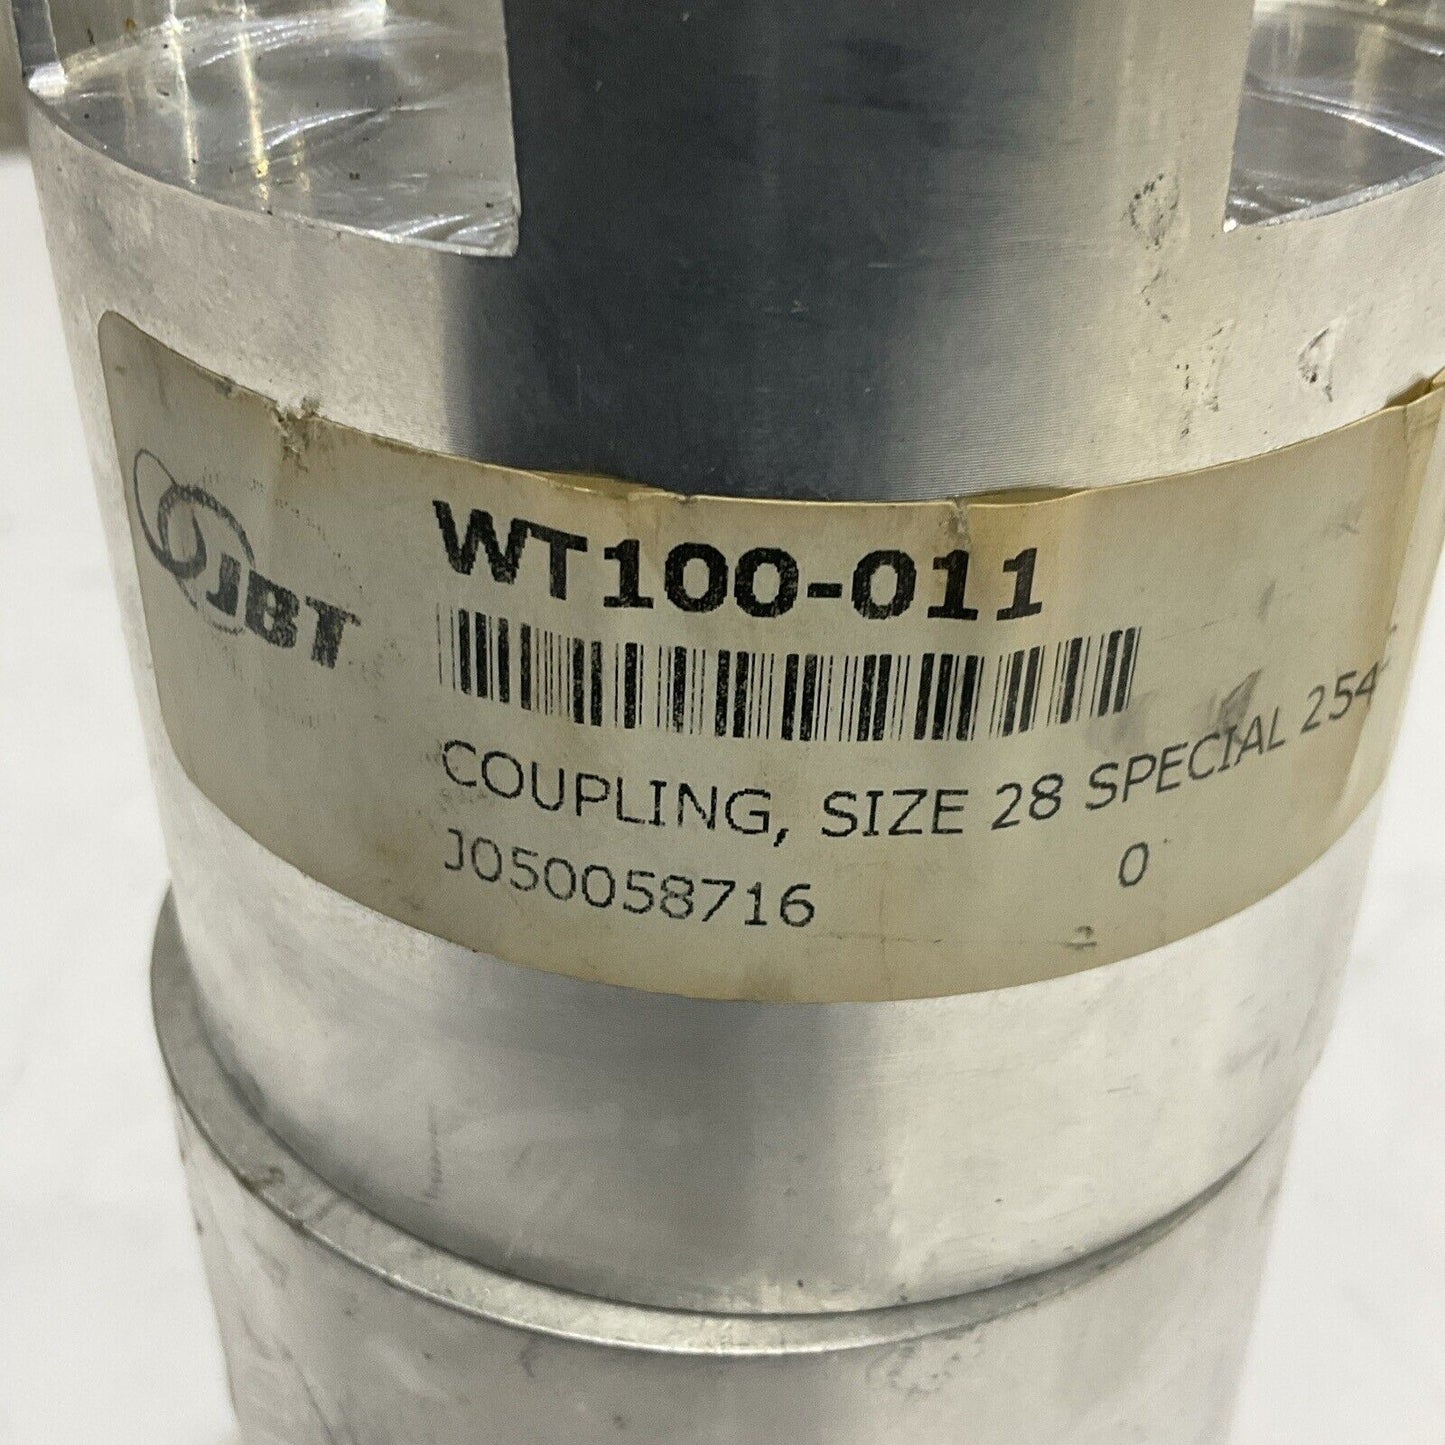 JBT
WT100-011
COUPLING, SIZE 28 SPECIAL 254
J050058716 0